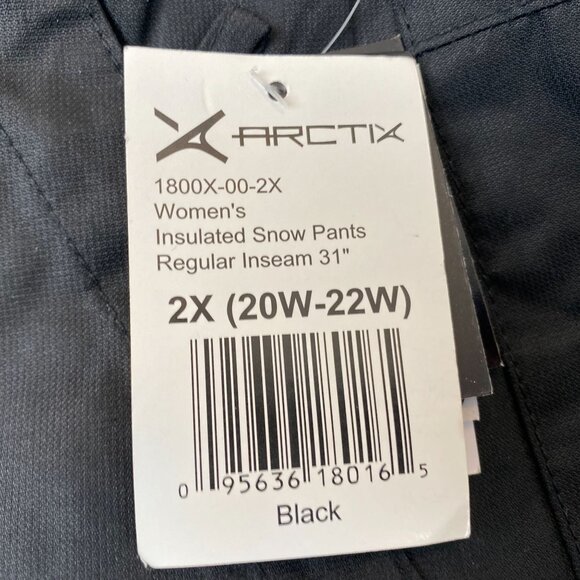 ARCTIX
1800X-00-2X
Women's
Insulated Snow Pants
Regular Inseam 31"
2X (20W-22W)
0 95636 18016 5
Black